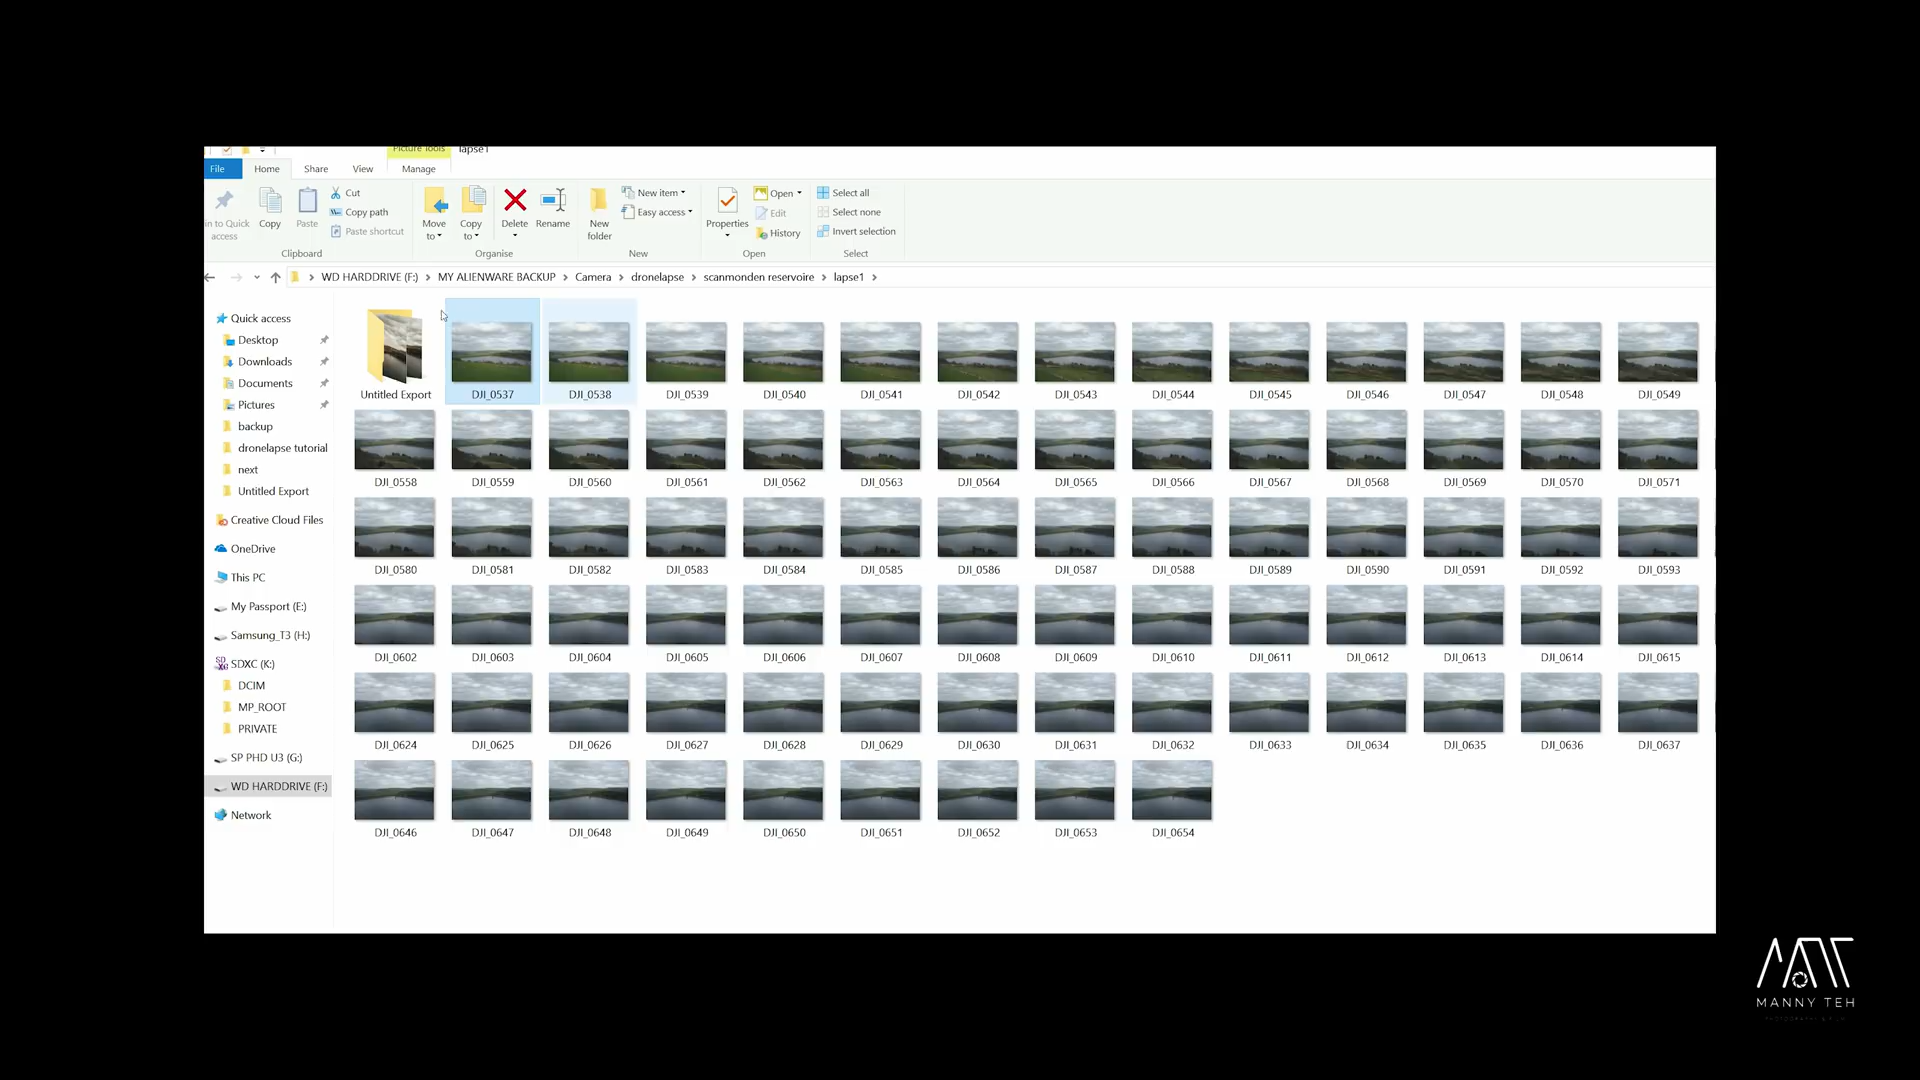 Picture Tools lapse1
File Home Share View Manage
in to Quick access
Copy
Paste
Cut
Copy path
Paste shortcut
Clipboard
Move to
Copy to
Delete
Rename
Organise
New folder
New item
Easy access
New
Properties
Open
Edit
History
Open
Select all
Select none
Invert selection
Select
WD HARDDRIVE (F:) MY ALIENWARE BACKUP Camera dronelapse scanmonden reservoire lapse1
Quick access
Desktop
Downloads
Documents
Pictures
backup
dronelapse tutorial
next
Untitled Export
Creative Cloud Files
OneDrive
This PC
My Passport (E:)
Samsung_T3 (H:)
SDXC (K:)
DCIM
MP_ROOT
PRIVATE
SP PHD U3 (G:)
WD HARDDRIVE (F:)
Network
Untitled Export DJI_0537 DJI_0538 DJI_0539 DJI_0540 DJI_0541 DJI_0542 DJI_0543 DJI_0544 DJI_0545 DJI_0546 DJI_0547 DJI_0548 DJI_0549
DJI_0558 DJI_0559 DJI_0560 DJI_0561 DJI_0562 DJI_0563 DJI_0564 DJI_0565 DJI_0566 DJI_0567 DJI_0568 DJI_0569 DJI_0570 DJI_0571
DJI_0580 DJI_0581 DJI_0582 DJI_0583 DJI_0584 DJI_0585 DJI_0586 DJI_0587 DJI_0588 DJI_0589 DJI_0590 DJI_0591 DJI_0592 DJI_0593
DJI_0602 DJI_0603 DJI_0604 DJI_0605 DJI_0606 DJI_0607 DJI_0608 DJI_0609 DJI_0610 DJI_0611 DJI_0612 DJI_0613 DJI_0614 DJI_0615
DJI_0624 DJI_0625 DJI_0626 DJI_0627 DJI_0628 DJI_0629 DJI_0630 DJI_0631 DJI_0632 DJI_0633 DJI_0634 DJI_0635 DJI_0636 DJI_0637
DJI_0646 DJI_0647 DJI_0648 DJI_0649 DJI_0650 DJI_0651 DJI_0652 DJI_0653 DJI_0654
MANNY TEH